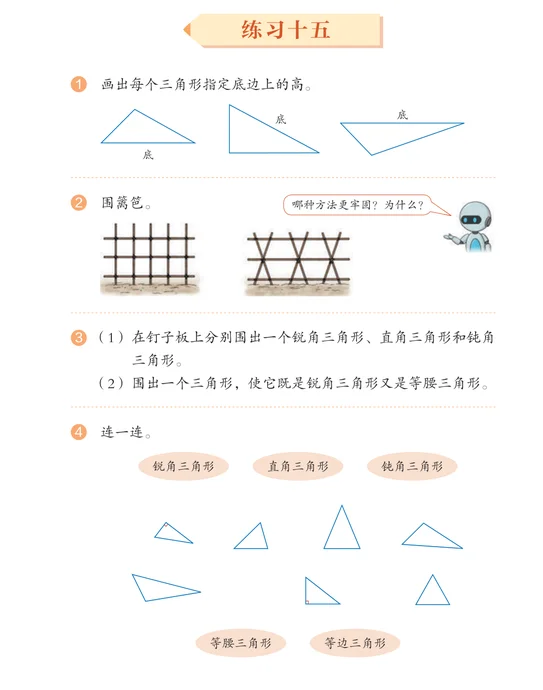 练习十五
1 画出每个三角形指定底边上的高。
底
底
底
2 围篱笆。
哪种方法更牢固？为什么？
3 （1）在钉子板上分别围出一个锐角三角形、直角三角形和钝角
三角形。
（2）围出一个三角形，使它既是锐角三角形又是等腰三角形。
4 连一连。
锐角三角形 直角三角形 钝角三角形
等腰三角形 等边三角形